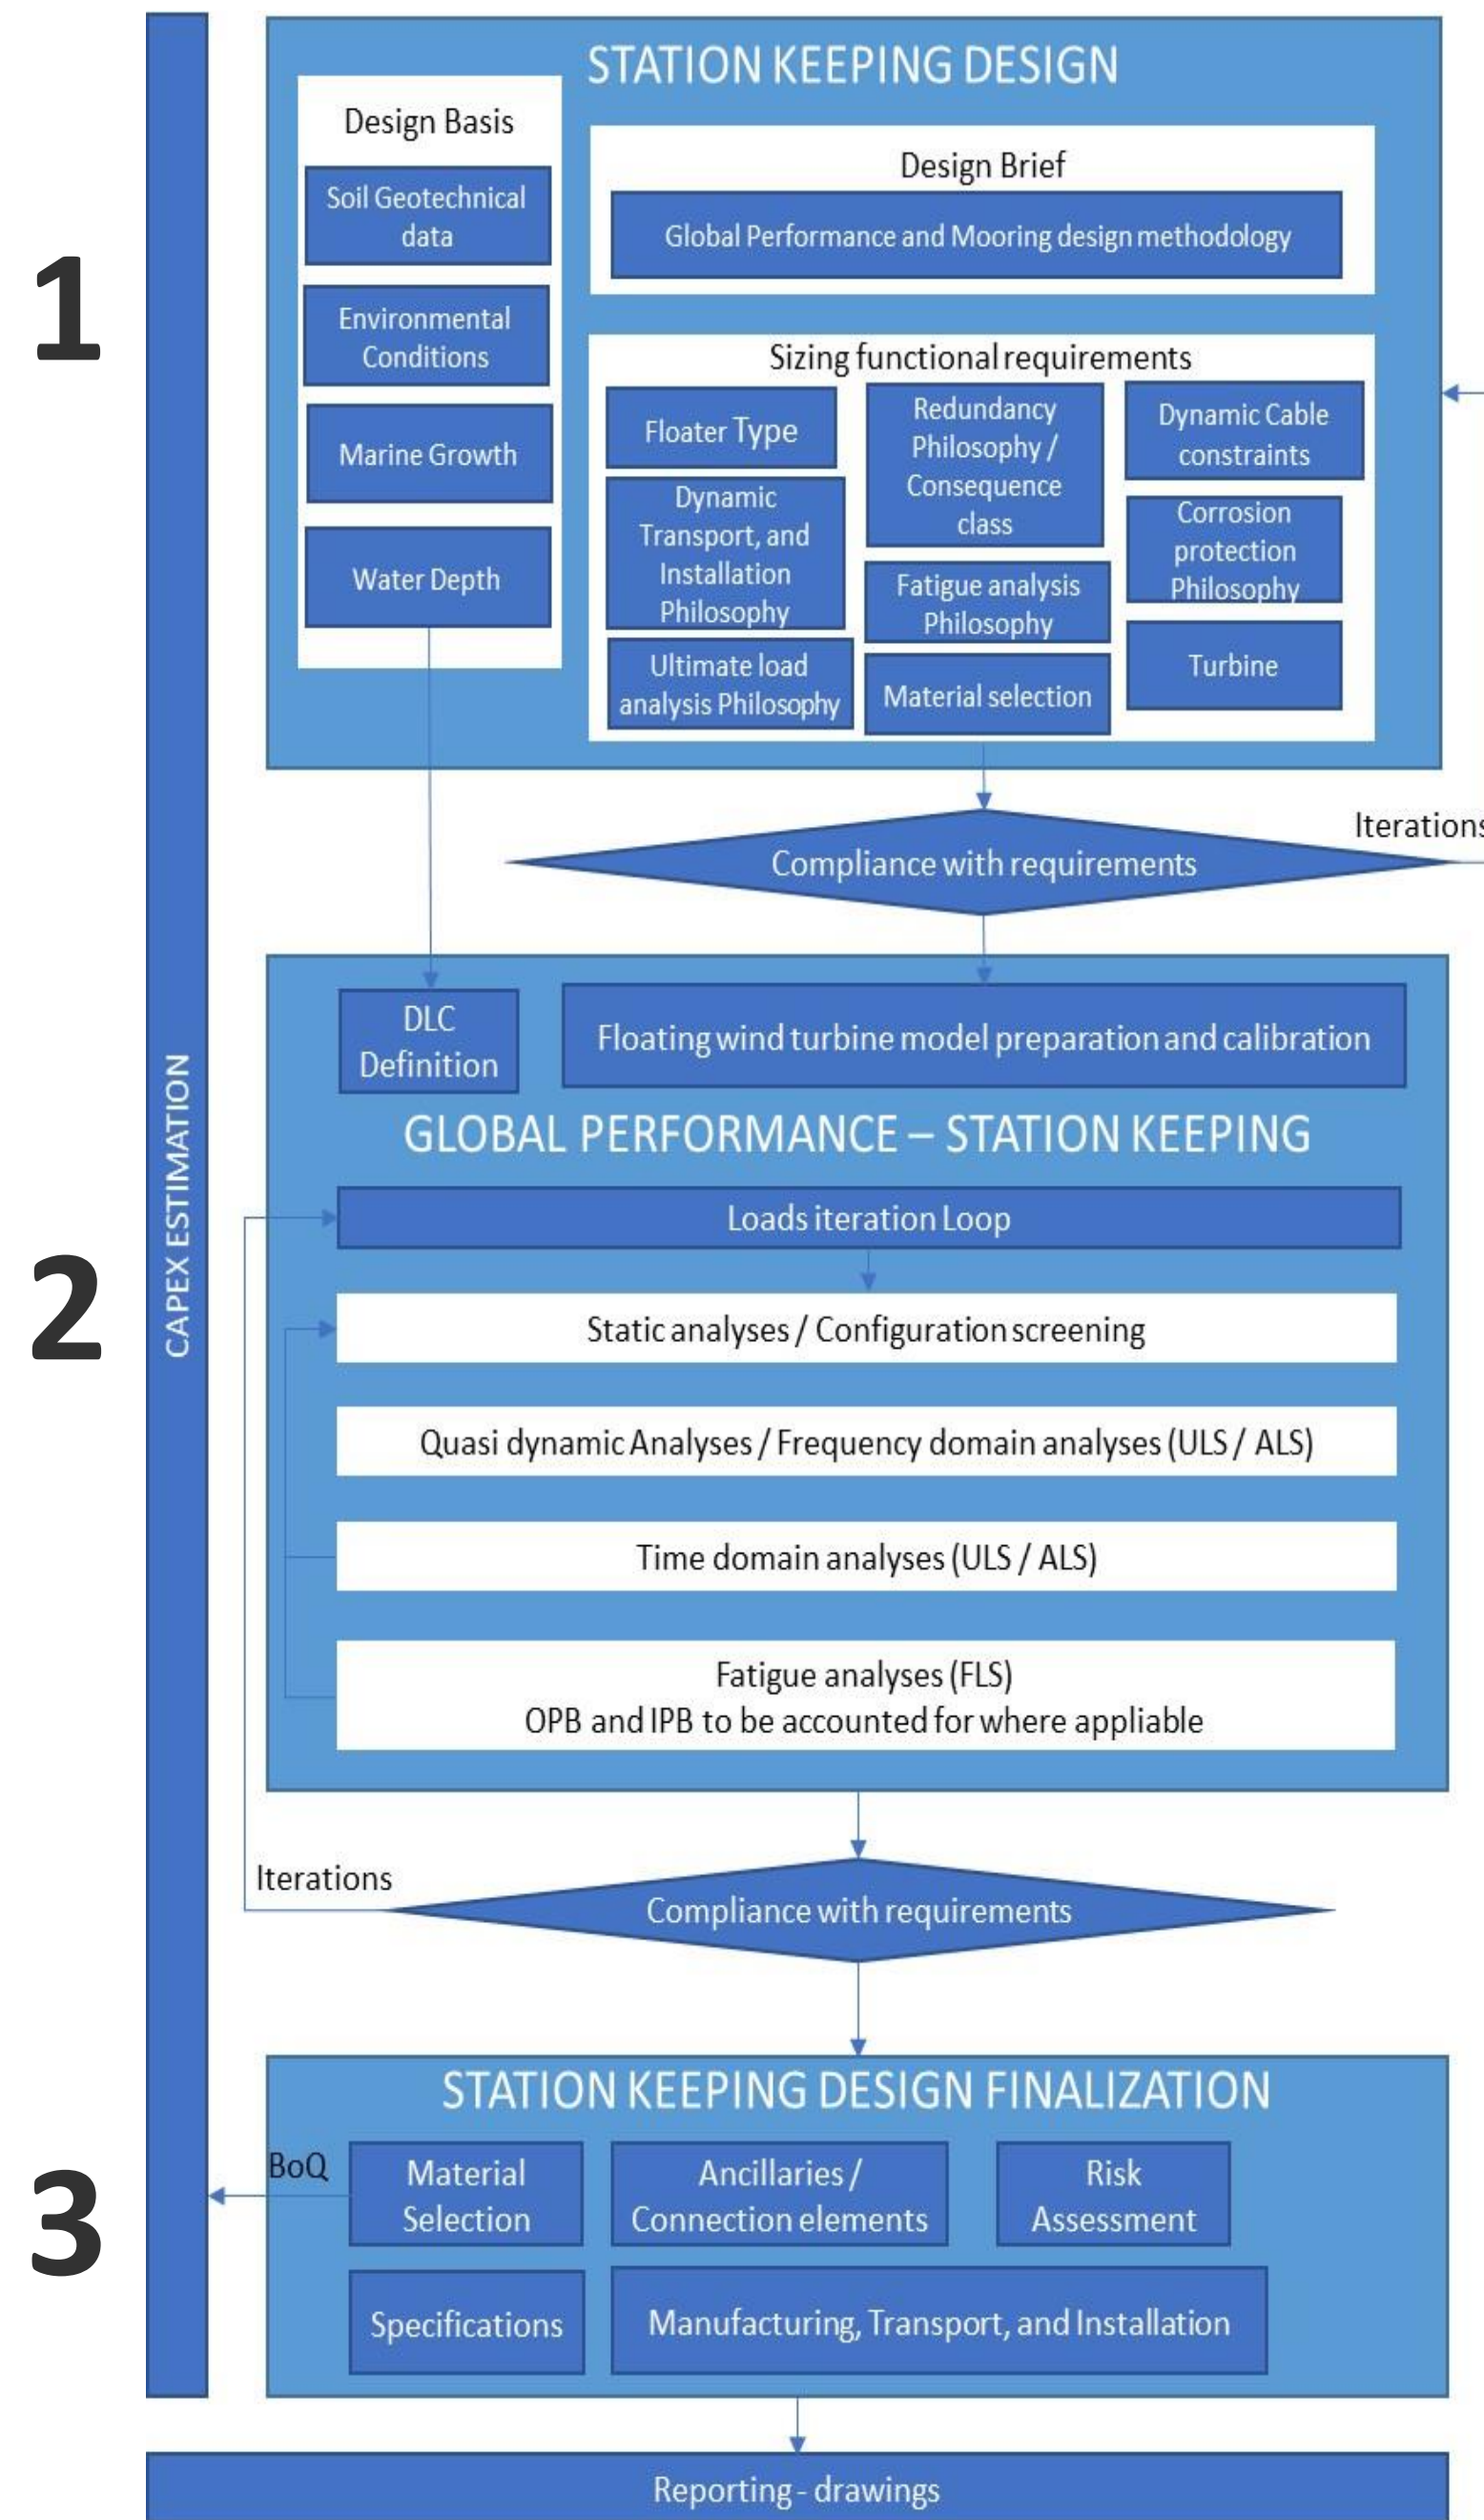 STATION KEEPING DESIGN
Design Basis
Soil Geotechnical
data
Environmental
Conditions
Marine Growth
Water Depth
Design Brief
Global Performance and Mooring design methodology
Sizing functional requirements
Floater Type
Dynamic
Transport, and
Installation
Philosophy
Ultimate load
analysis Philosophy
Redundancy
Philosophy /
Consequence
class
Fatigue analysis
Philosophy
Material selection
Dynamic Cable
constraints
Corrosion
protection
Philosophy
Turbine
1
Iterations
Compliance with requirements
CAPEX ESTIMATION
DLC
Definition
Floating wind turbine model preparation and calibration
GLOBAL PERFORMANCE – STATION KEEPING
Loads iteration Loop
2
Static analyses / Configuration screening
Quasi dynamic Analyses / Frequency domain analyses (ULS / ALS)
Time domain analyses (ULS / ALS)
Fatigue analyses (FLS)
OPB and IPB to be accounted for where appliable
Iterations
Compliance with requirements
STATION KEEPING DESIGN FINALIZATION
3
BoQ
Material
Selection
Ancillaries /
Connection elements
Risk
Assessment
Specifications
Manufacturing, Transport, and Installation
Reporting - drawings